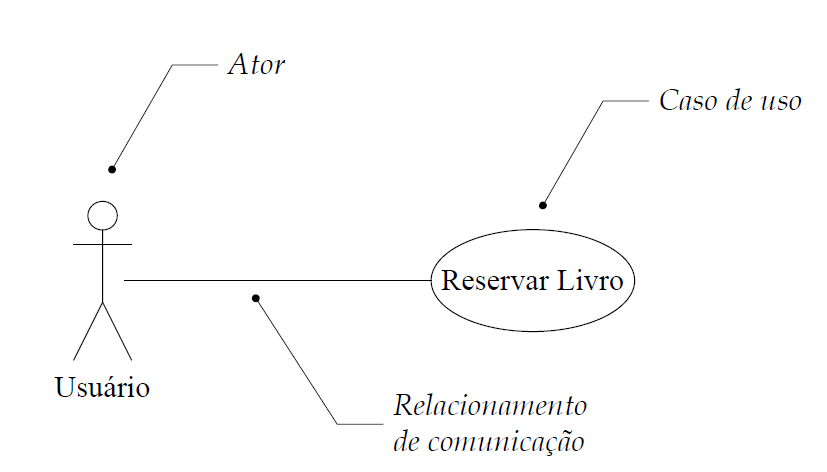 Ator
Caso de uso
Reservar Livro
Usuário
Relacionamento
de comunicação